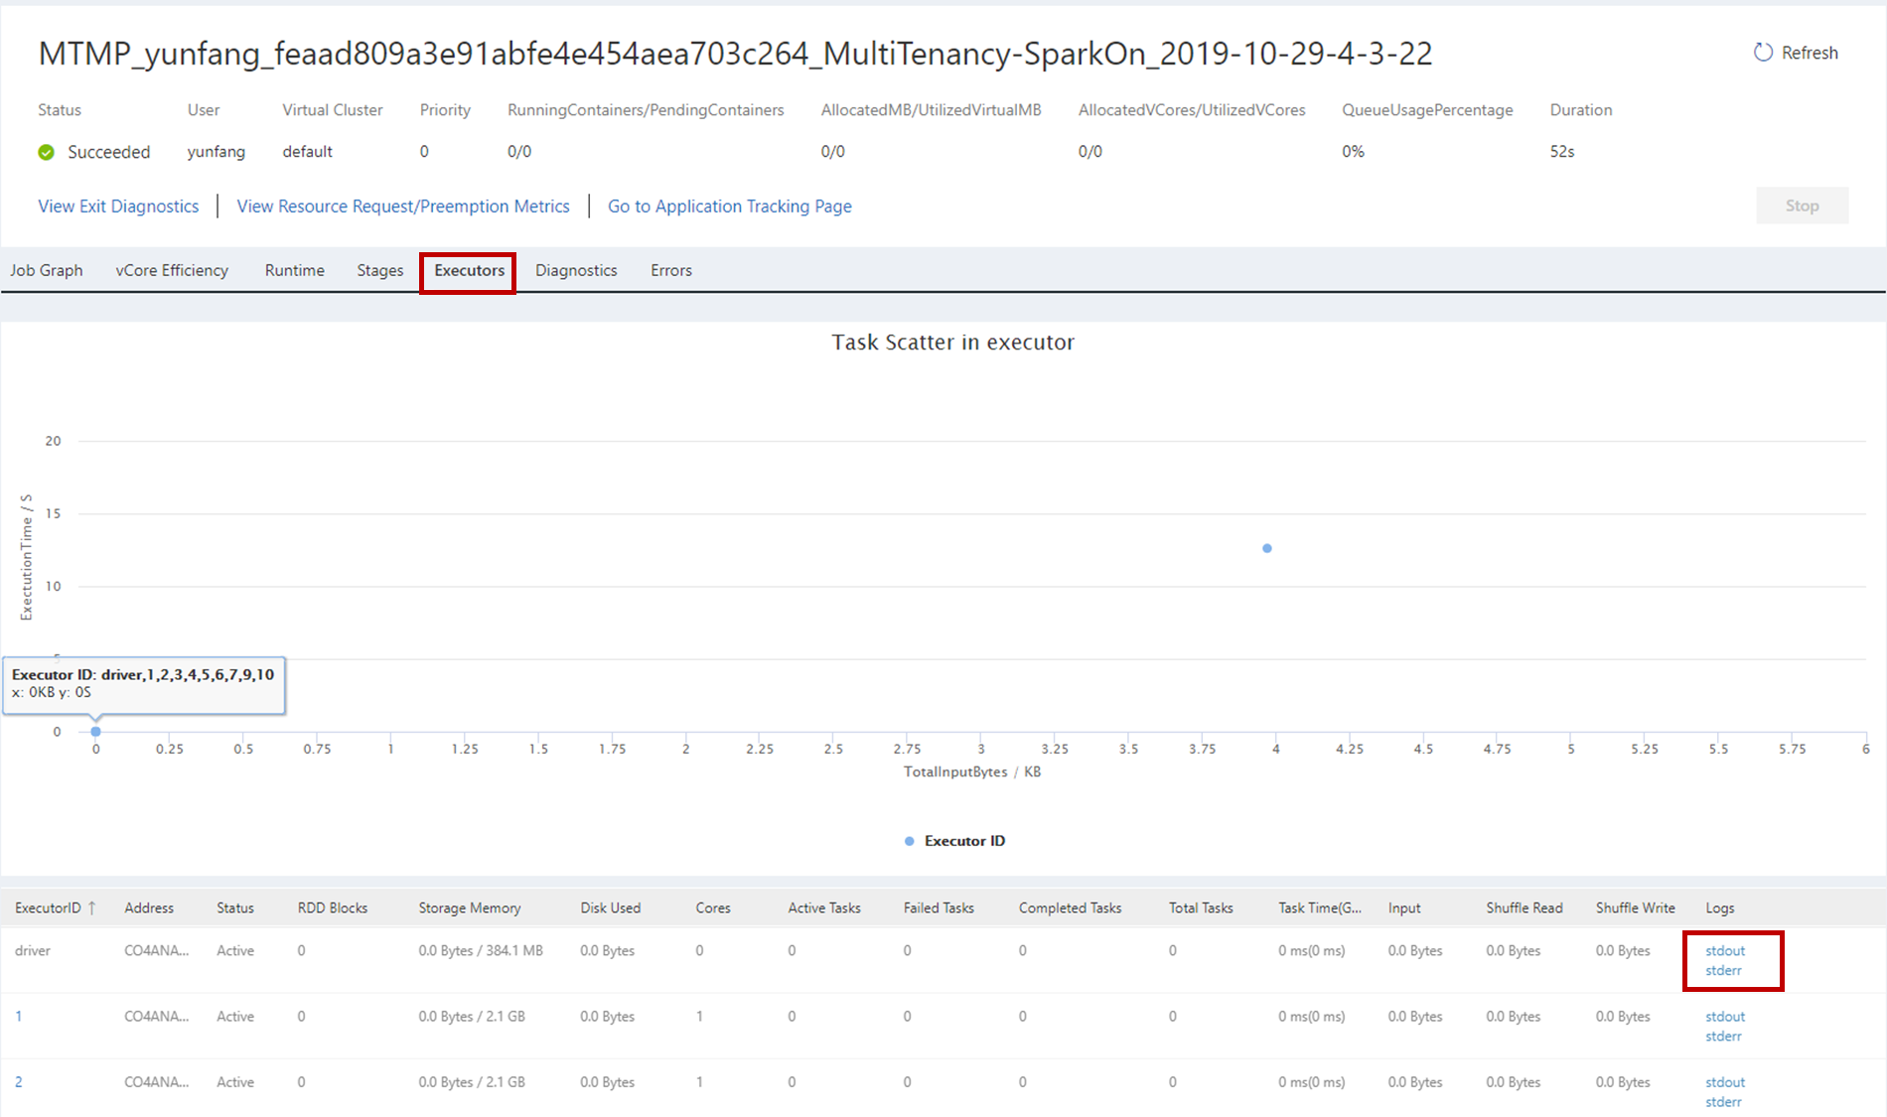 MTMP_yunfang_feaad809a3e91abfe4e454aea703c264_MultiTenancy-SparkOn_2019-10-29-4-3-22
Refresh
Status User Virtual Cluster Priority RunningContainers/PendingContainers AllocatedMB/UtilizedVirtualMB AllocatedVCores/UtilizedVCores QueueUsagePercentage Duration
Succeeded yunfang default 0 0/0 0/0 0/0 0% 52s
View Exit Diagnostics | View Resource Request/Preemption Metrics | Go to Application Tracking Page
Stop
Job Graph vCore Efficiency Runtime Stages Executors Diagnostics Errors
Task Scatter in executor
ExectutionTime / S
20
15
10
5
Executor ID: driver,1,2,3,4,5,6,7,9,10
x: 0KB y: 0S
0
0 0.25 0.5 0.75 1 1.25 1.5 1.75 2 2.25 2.5 2.75 3 3.25 3.5 3.75 4 4.25 4.5 4.75 5 5.25 5.5 5.75 6
TotalInputBytes / KB
Executor ID
ExecutorID ↑ Address Status RDD Blocks Storage Memory Disk Used Cores Active Tasks Failed Tasks Completed Tasks Total Tasks Task Time(G... Input Shuffle Read Shuffle Write Logs
driver CO4ANA... Active 0 0.0 Bytes / 384.1 MB 0.0 Bytes 0 0 0 0 0 0 ms(0 ms) 0.0 Bytes 0.0 Bytes 0.0 Bytes stdout
stderr
1 CO4ANA... Active 0 0.0 Bytes / 2.1 GB 0.0 Bytes 1 0 0 0 0 0 ms(0 ms) 0.0 Bytes 0.0 Bytes 0.0 Bytes stdout
stderr
2 CO4ANA... Active 0 0.0 Bytes / 2.1 GB 0.0 Bytes 1 0 0 0 0 0 ms(0 ms) 0.0 Bytes 0.0 Bytes 0.0 Bytes stdout
stderr